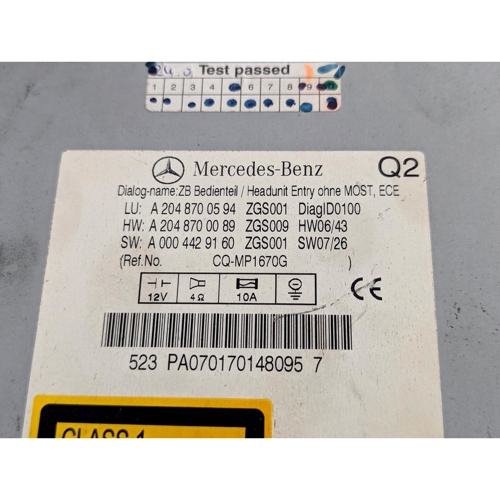 Test passed
1 2 3 4 5 6 7 8 9
Mercedes-Benz Q2
Dialog-name:ZB Bedienteil / Headunit Entry ohne MOST, ECE
LU: A 204 870 05 94 ZGS001 DiagID0100
HW: A 204 870 00 89 ZGS009 HW06/43
SW: A 000 442 91 60 ZGS001 SW07/26
(Ref.No. CQ-MP1670G )
12V 4Ω 10A
CE
523 PA070170148095 7
CLASS 1